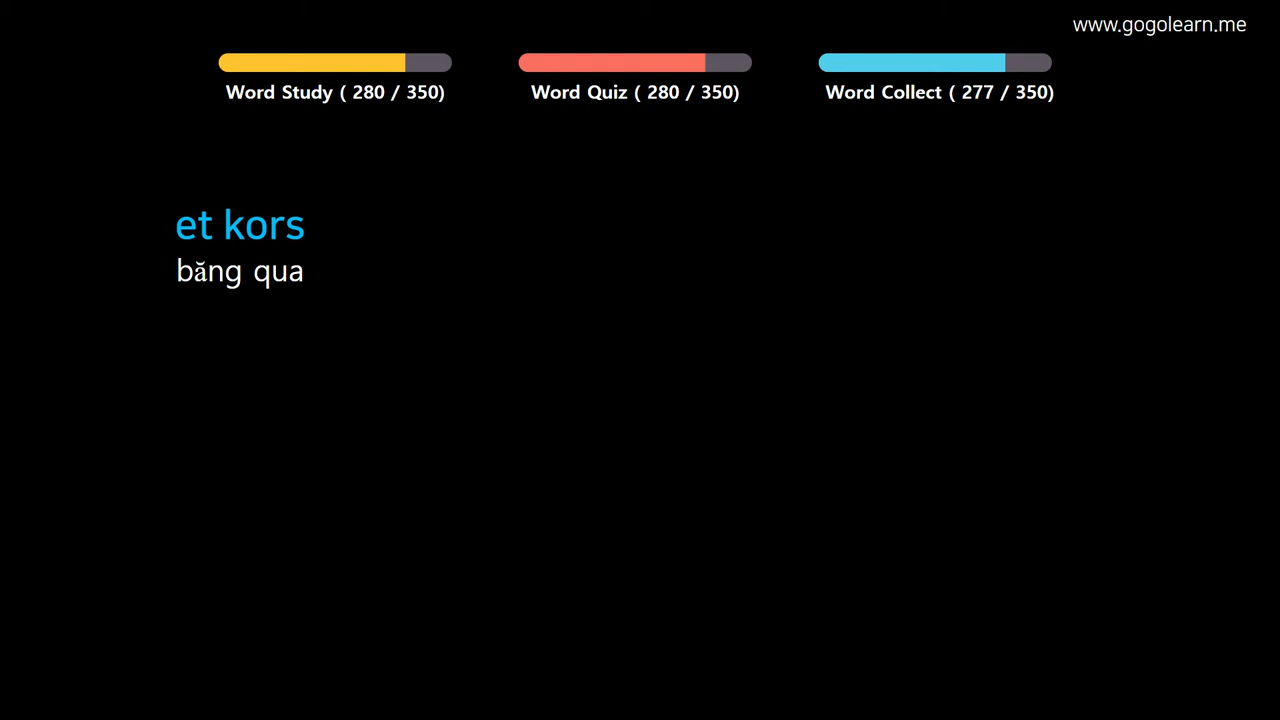 www.gogolearn.me
Word Study ( 280 / 350)
Word Quiz ( 280 / 350)
Word Collect ( 277 / 350)
et kors
băng qua